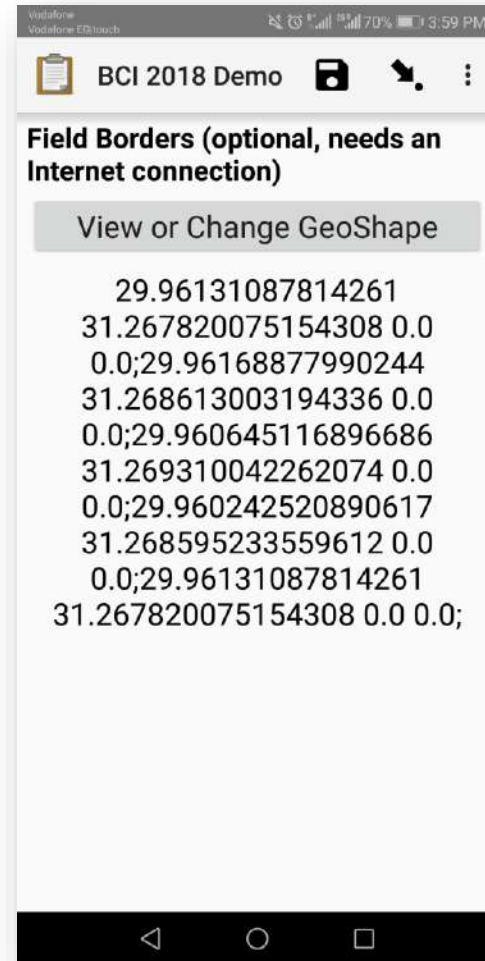 Vodafone
Vodafone EG|touch
70% 3:59 PM
BCI 2018 Demo
Field Borders (optional, needs an
Internet connection)
View or Change GeoShape
29.96131087814261
31.267820075154308 0.0
0.0;29.96168877990244
31.268613003194336 0.0
0.0;29.960645116896686
31.269310042262074 0.0
0.0;29.960242520890617
31.268595233559612 0.0
0.0;29.96131087814261
31.267820075154308 0.0 0.0;